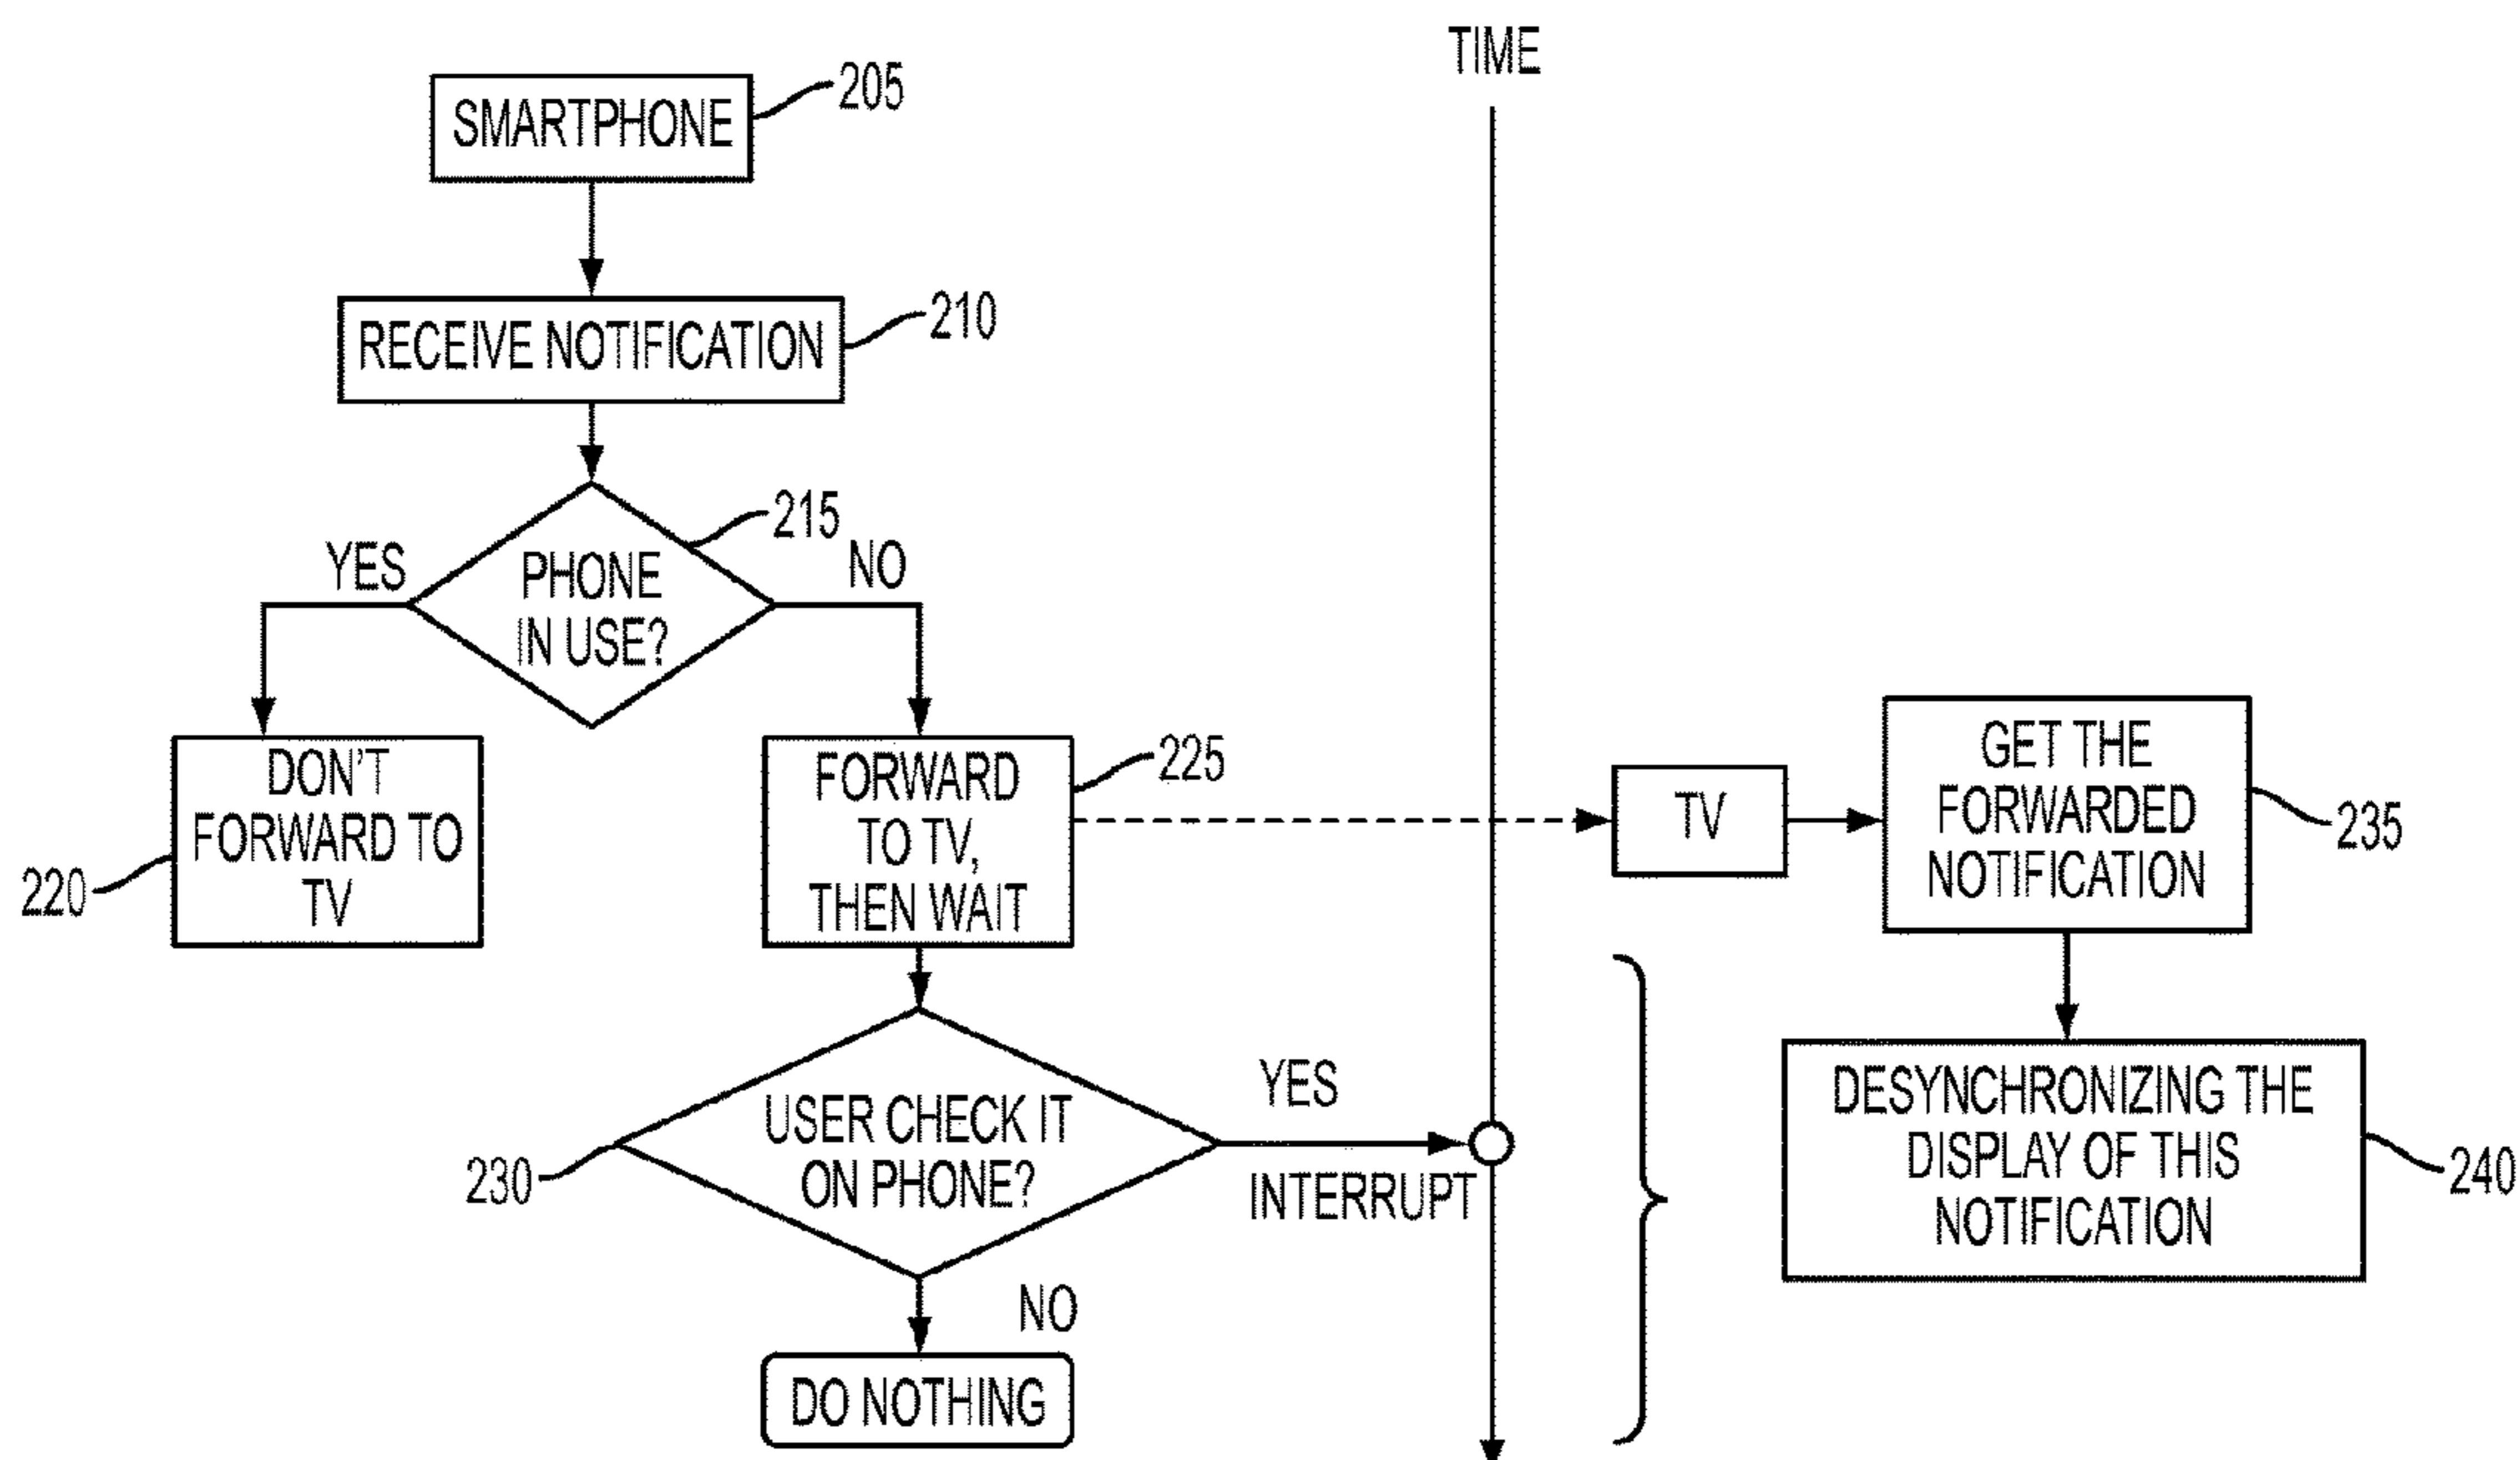 TIME
SMARTPHONE
205
RECEIVE NOTIFICATION
210
215
YES
NO
PHONE
IN USE?
DON'T
FORWARD TO
TV
220
FORWARD
TO TV,
THEN WAIT
225
TV
GET THE
FORWARDED
NOTIFICATION
235
USER CHECK IT
ON PHONE?
230
YES
INTERRUPT
DESYNCHRONIZING THE
DISPLAY OF THIS
NOTIFICATION
240
NO
DO NOTHING